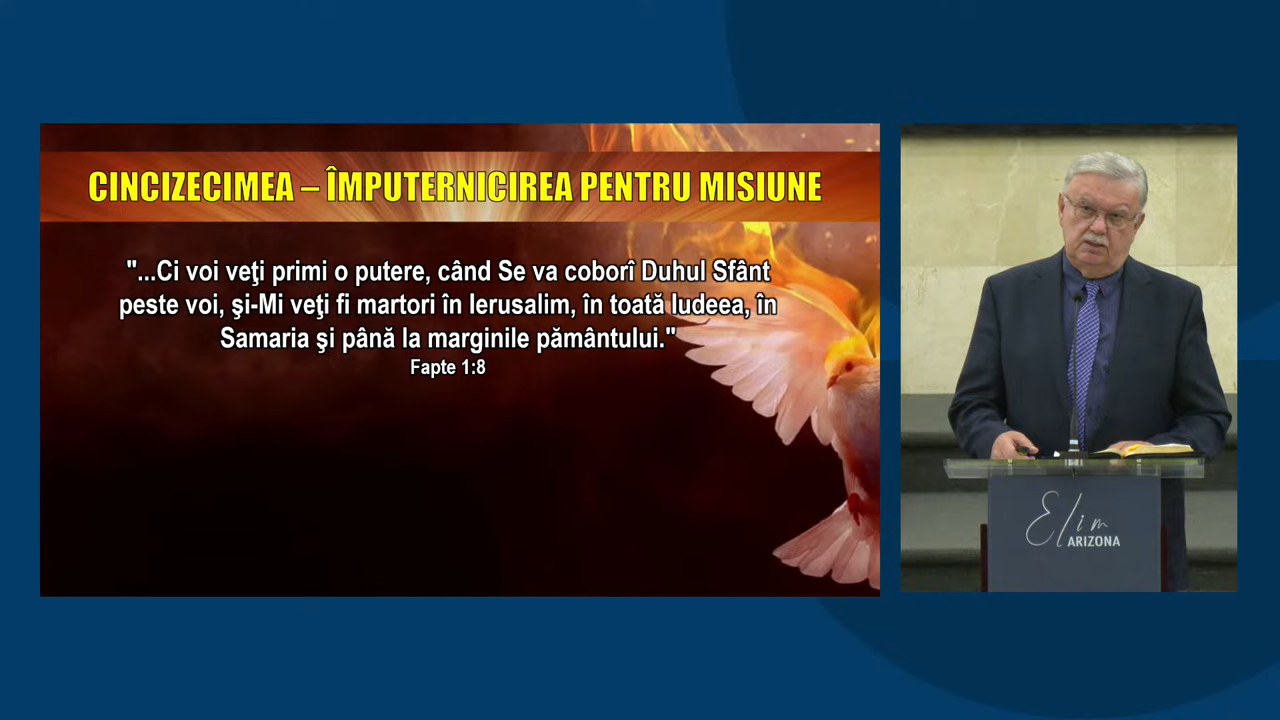 CINCIZECIMEA – ÎMPUTERNICIREA PENTRU MISIUNE
"...Ci voi veţi primi o putere, când Se va coborî Duhul Sfânt
peste voi, şi-Mi veţi fi martori în Ierusalim, în toată Iudeea, în
Samaria şi până la marginile pământului."
Fapte 1:8
Elim
ARIZONA